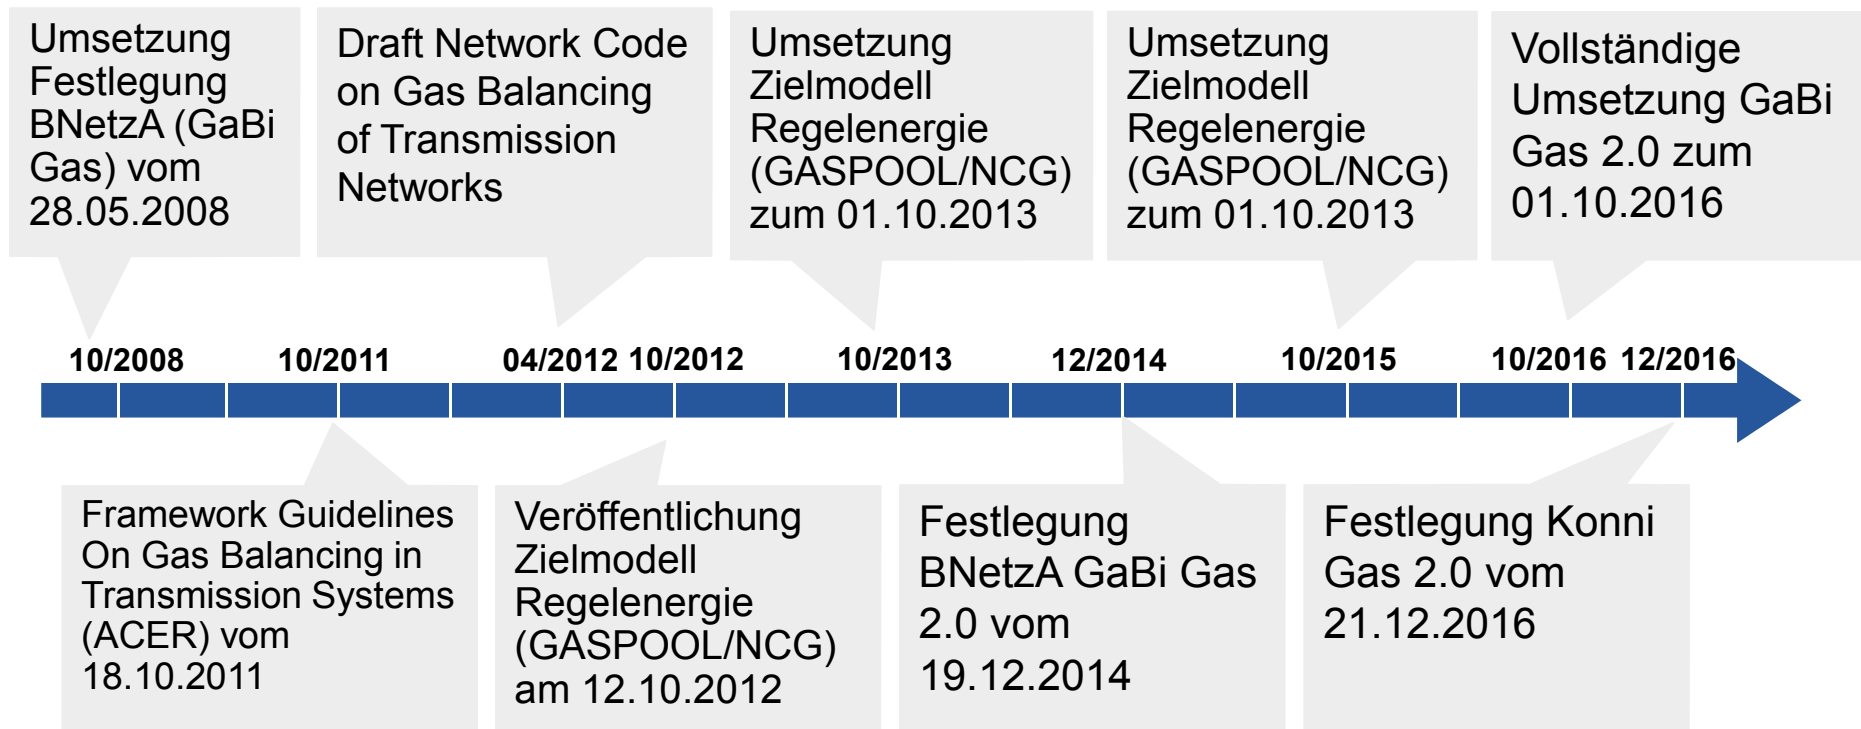 Umsetzung
Festlegung
BNetzA (GaBi
Gas) vom
28.05.2008
Draft Network Code
on Gas Balancing
of Transmission
Networks
Umsetzung
Zielmodell
Regelenergie
(GASPOOL/NCG)
zum 01.10.2013
Umsetzung
Zielmodell
Regelenergie
(GASPOOL/NCG)
zum 01.10.2013
Vollständige
Umsetzung GaBi
Gas 2.0 zum
01.10.2016
10/2008 10/2011 04/2012 10/2012 10/2013 12/2014 10/2015 10/2016 12/2016
Framework Guidelines
On Gas Balancing in
Transmission Systems
(ACER) vom
18.10.2011
Veröffentlichung
Zielmodell
Regelenergie
(GASPOOL/NCG)
am 12.10.2012
Festlegung
BNetzA GaBi Gas
2.0 vom
19.12.2014
Festlegung Konni
Gas 2.0 vom
21.12.2016